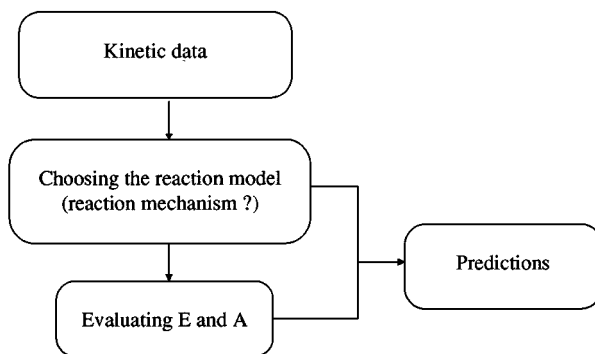 Kinetic data
Choosing the reaction model
(reaction mechanism ?)
Predictions
Evaluating E and A